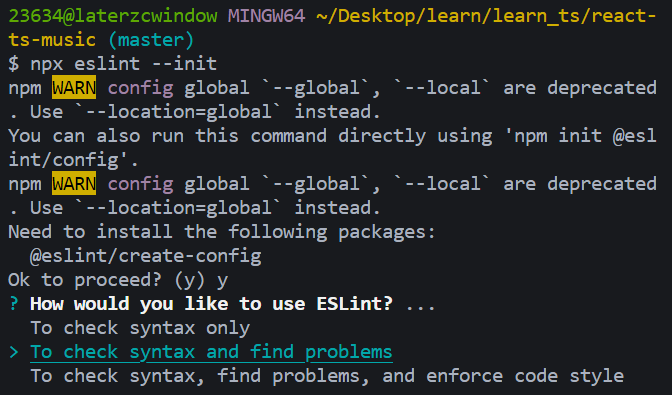 23634@laterzcwindow MINGW64 ~/Desktop/learn/learn_ts/react-
ts-music (master)
$ npx eslint --init
npm WARN config global `--global`, `--local` are deprecated
. Use `--location=global` instead.
You can also run this command directly using 'npm init @esl
int/config'.
npm WARN config global `--global`, `--local` are deprecated
. Use `--location=global` instead.
Need to install the following packages:
  @eslint/create-config
Ok to proceed? (y) y
? How would you like to use ESLint? ...
  To check syntax only
> To check syntax and find problems
  To check syntax, find problems, and enforce code style